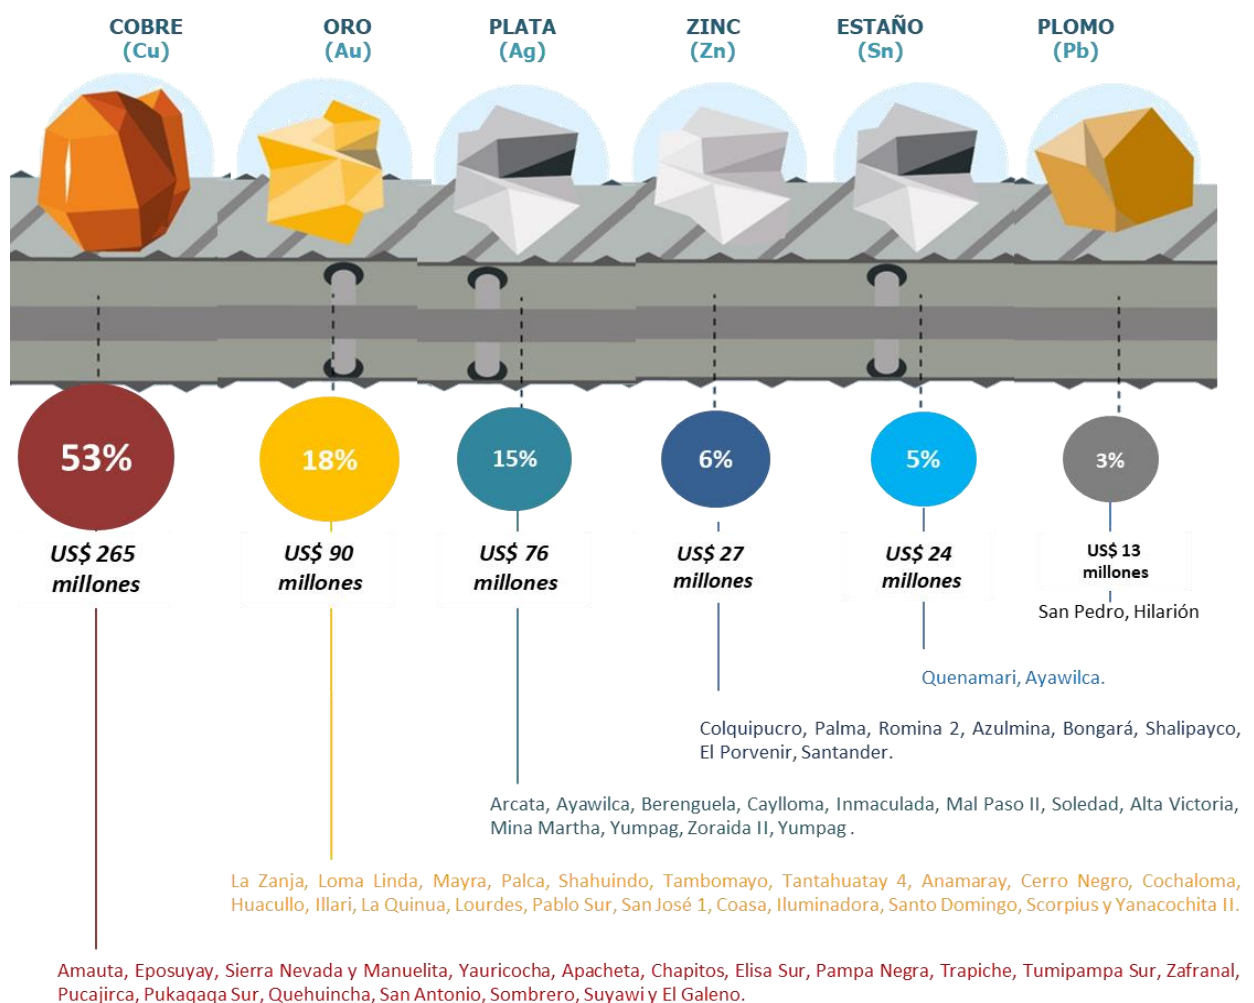 COBRE
(Cu)
ORO
(Au)
PLATA
(Ag)
ZINC
(Zn)
ESTAÑO
(Sn)
PLOMO
(Pb)
53%
18%
15%
6%
5%
3%
US$ 265
millones
US$ 90
millones
US$ 76
millones
US$ 27
millones
US$ 24
millones
US$ 13
millones
San Pedro, Hilarión
Quenamari, Ayawilca.
Colquipucro, Palma, Romina 2, Azulmina, Bongará, Shalipayco,
El Porvenir, Santander.
Arcata, Ayawilca, Berenguela, Caylloma, Inmaculada, Mal Paso II, Soledad, Alta Victoria,
Mina Martha, Yumpag, Zoraida II, Yumpag .
La Zanja, Loma Linda, Mayra, Palca, Shahuindo, Tambomayo, Tantahuatay 4, Anamaray, Cerro Negro, Cochaloma,
Huacullo, Illari, La Quinua, Lourdes, Pablo Sur, San José 1, Coasa, Iluminadora, Santo Domingo, Scorpius y Yanacochita II.
Amauta, Eposuyay, Sierra Nevada y Manuelita, Yauricocha, Apacheta, Chapitos, Elisa Sur, Pampa Negra, Trapiche, Tumipampa Sur, Zafranal,
Pucajirca, Pukaqaqa Sur, Quehuincha, San Antonio, Sombrero, Suyawi y El Galeno.